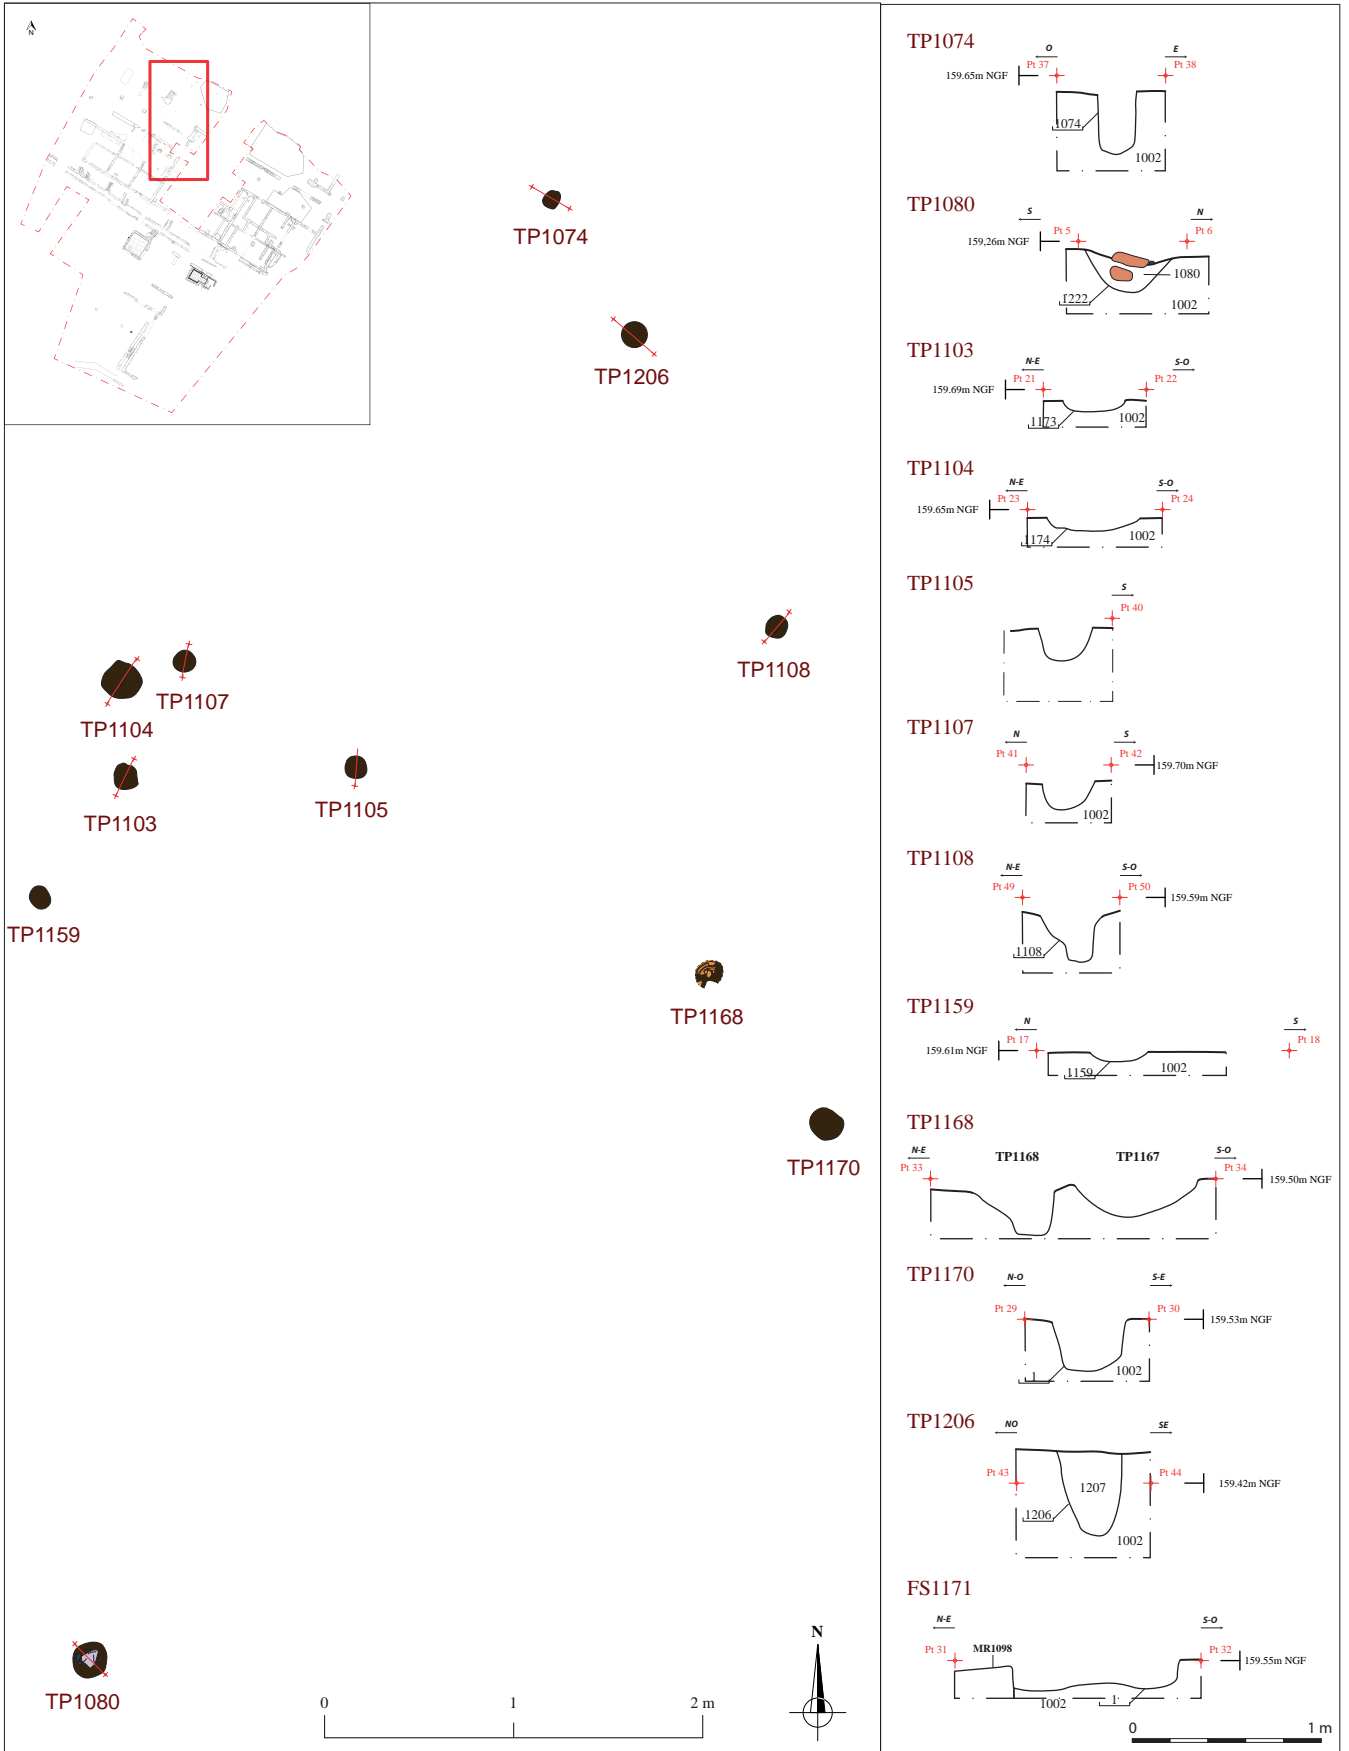 N
TP1074
TP1206
TP1108
TP1107
TP1104
TP1105
TP1103
TP1159
TP1168
TP1170
TP1080
0 1 2 m
N
TP1074
O E
Pt 37 Pt 38
159.65m NGF
1074
1002
TP1080
S N
Pt 5 Pt 6
159,26m NGF
1080
1222
1002
TP1103
N-E S-O
Pt 21 Pt 22
159.69m NGF
1173
1002
TP1104
N-E S-O
Pt 23 Pt 24
159.65m NGF
1174
1002
TP1105
S
Pt 40
TP1107
N S
Pt 41 Pt 42
159.70m NGF
1002
TP1108
N-E S-O
Pt 49 Pt 50
159.59m NGF
1108
TP1159
N S
Pt 17 Pt 18
159.61m NGF
1159
1002
TP1168
N-E TP1168 TP1167 S-O
Pt 33 Pt 34
159.50m NGF
TP1170
N-O S-E
Pt 29 Pt 30
159.53m NGF
1
1002
TP1206
NO SE
Pt 43 Pt 44
159.42m NGF
1207
1206
1002
FS1171
N-E S-O
Pt 31 MR1098 Pt 32
159.55m NGF
1002 1
0 1 m